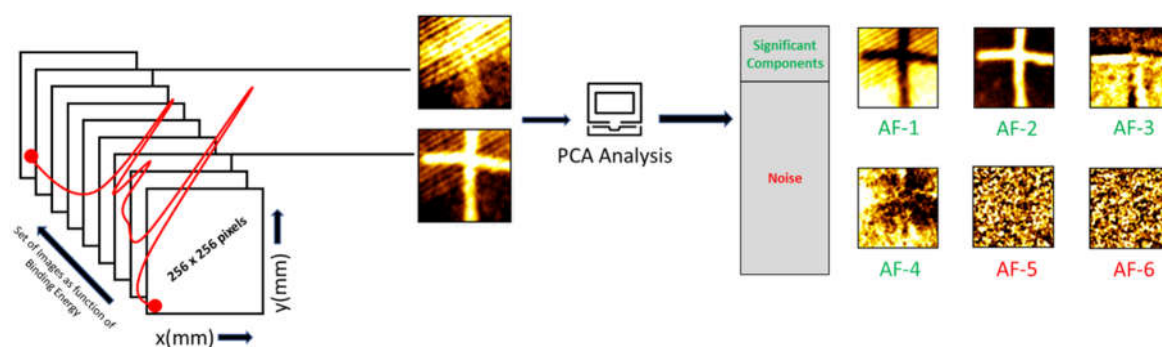 Set of Images as function of
Binding Energy
256 x 256 pixels
x(mm)
y(mm)
PCA Analysis
Significant
Components
Noise
AF-1
AF-2
AF-3
AF-4
AF-5
AF-6